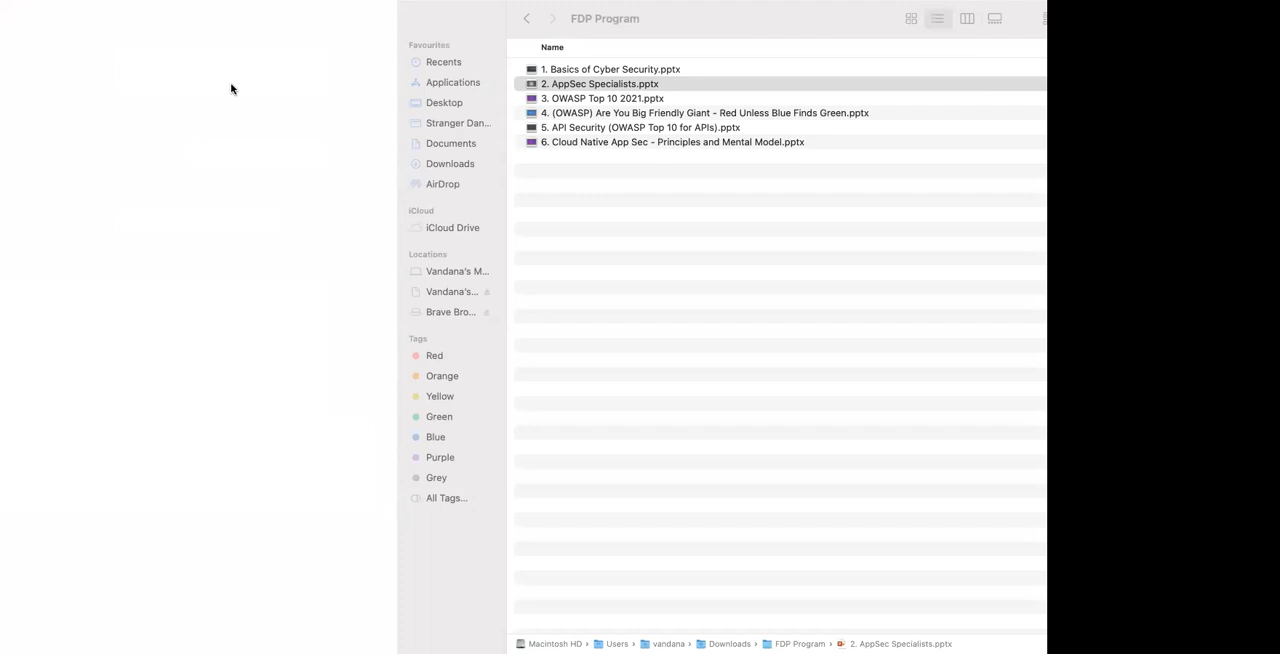 FDP Program
Name
Favourites
Recents
Applications
Desktop
Stranger Dan...
Documents
Downloads
AirDrop
iCloud
iCloud Drive
Locations
Vandana's M...
Vandana's...
Brave Bro...
Tags
Red
Orange
Yellow
Green
Blue
Purple
Grey
All Tags...
1. Basics of Cyber Security.pptx
2. AppSec Specialists.pptx
3. OWASP Top 10 2021.pptx
4. (OWASP) Are You Big Friendly Giant - Red Unless Blue Finds Green.pptx
5. API Security (OWASP Top 10 for APIs).pptx
6. Cloud Native App Sec - Principles and Mental Model.pptx
Macintosh HD › Users › vandana › Downloads › FDP Program › 2. AppSec Specialists.pptx